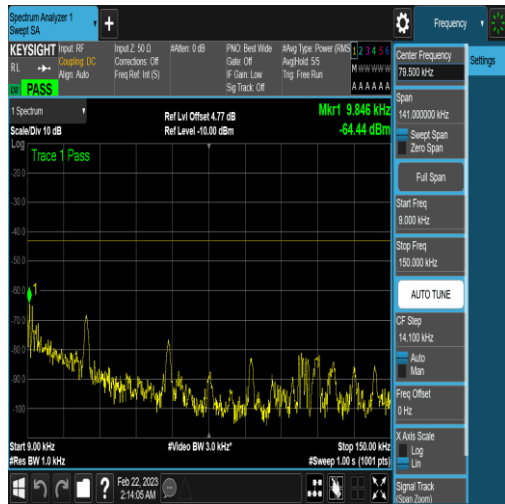 Spectrum Analyzer 1
Swept SA
Frequency
KEYSIGHT
RL
PASS
Input: RF
Coupling: DC
Align: Auto
Input Z: 50 Ω
Corrections: Off
Freq Ref: Int (S)
#Atten: 0 dB
PNO: Best Wide
Gate: Off
IF Gain: Low
Sig Track: Off
#Avg Type: Power (RMS
Avg|Hold: 5/5
Trig: Free Run
1 2 3 4 5 6
M W W W W W
A A A A A A
Center Frequency
79.500 kHz
Settings
Span
141.000000 kHz
Swept Span
Zero Span
Full Span
Start Freq
9.000 kHz
Stop Freq
150.000 kHz
AUTO TUNE
CF Step
14.100 kHz
Auto
Man
Freq Offset
0 Hz
X Axis Scale
Log
Lin
Signal Track
(Span Zoom)
1 Spectrum
Scale/Div 10 dB
Ref Lvl Offset 4.77 dB
Ref Level -10.00 dBm
Mkr1 9.846 kHz
-64.44 dBm
Log
Trace 1 Pass
-20.0
-30.0
-40.0
-50.0
-60.0
1
-70.0
-80.0
-90.0
-100
Start 9.00 kHz
#Res BW 1.0 kHz
#Video BW 3.0 kHz*
Stop 150.00 kHz
#Sweep 1.00 s (1001 pts)
?
Feb 22, 2023
2:14:05 AM